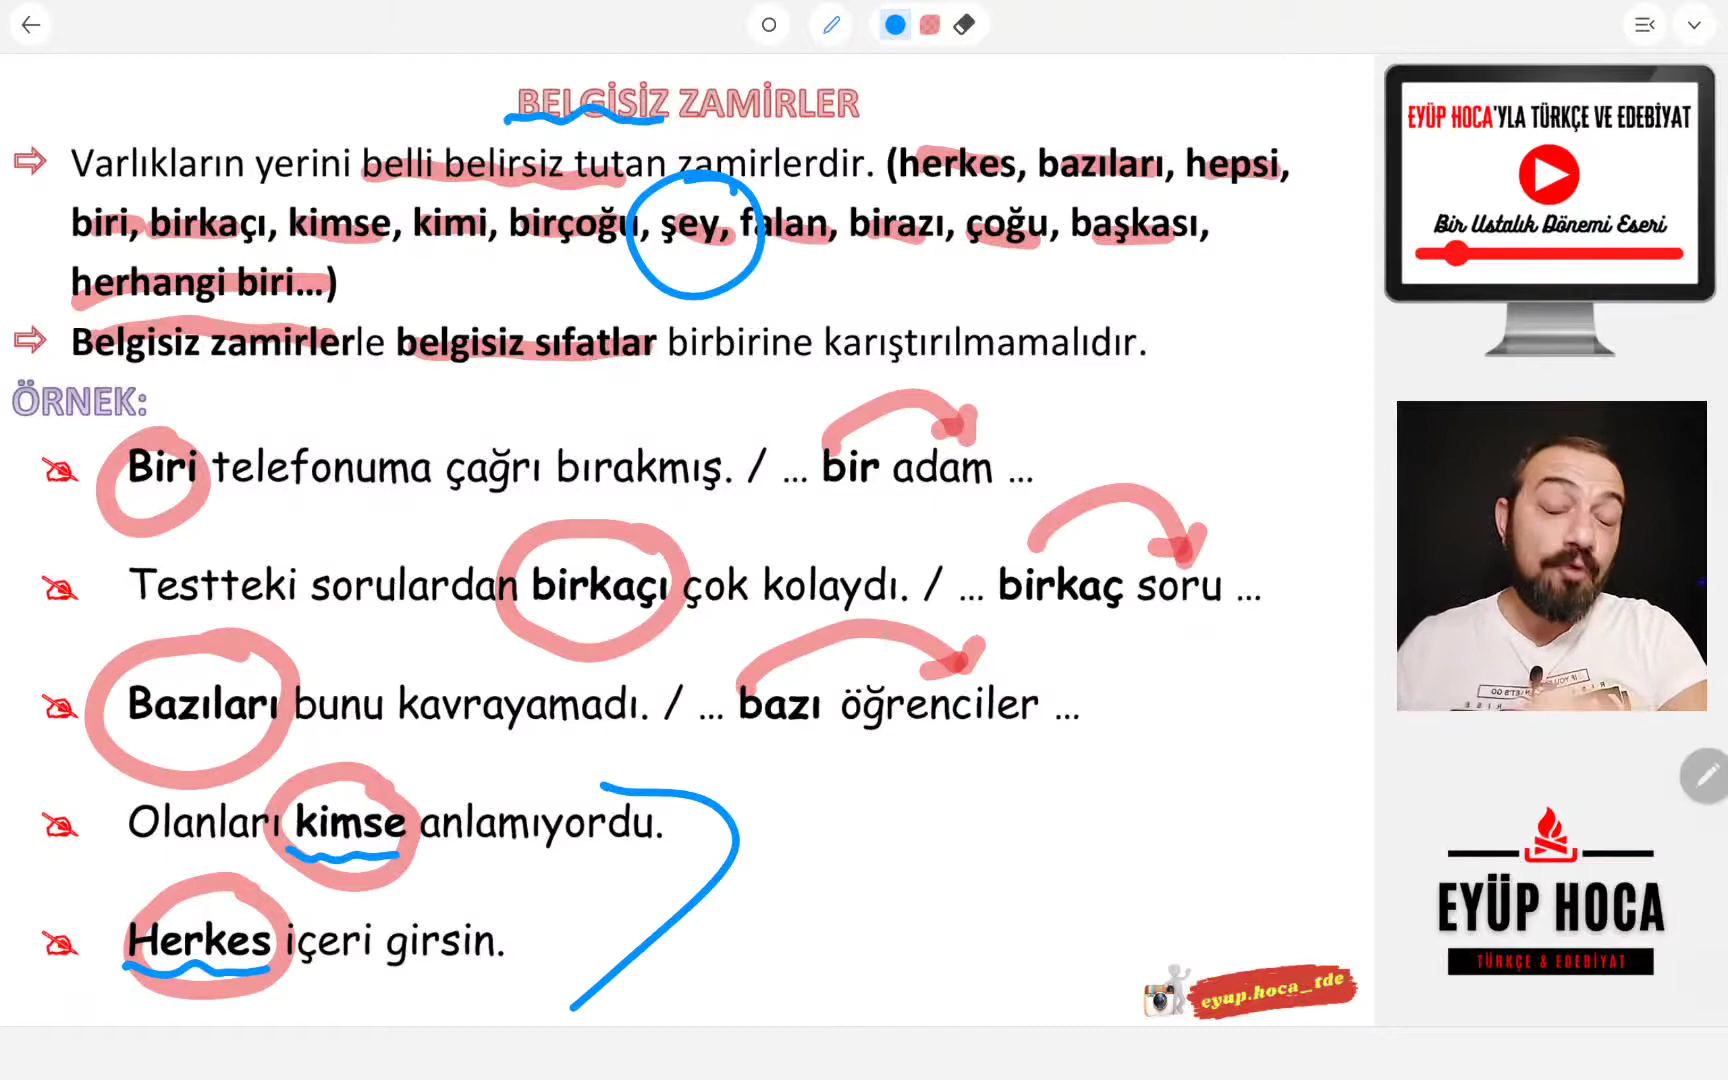 BELGİSİZ ZAMİRLER
Varlıkların yerini belli belirsiz tutan zamirlerdir. (herkes, bazıları, hepsi,
biri, birkaçı, kimse, kimi, birçoğu, şey, falan, birazı, çoğu, başkası,
herhangi biri...)
Belgisiz zamirlerle belgisiz sıfatlar birbirine karıştırılmamalıdır.
ÖRNEK:
Biri telefonuma çağrı bırakmış. / ... bir adam ...
Testteki sorulardan birkaçı çok kolaydı. / ... birkaç soru ...
Bazıları bunu kavrayamadı. / ... bazı öğrenciler ...
Olanları kimse anlamıyordu.
Herkes içeri girsin.
eyup.hoca_tde
EYÜP HOCA'YLA TÜRKÇE VE EDEBİYAT
Bir Ustalık Dönemi Eseri
EYÜP HOCA
TÜRKÇE & EDEBİYAT